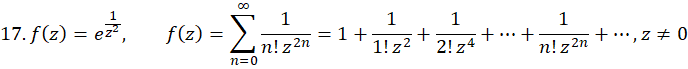 17. f(z) = e^{\frac{1}{z^2}}, f(z) = \sum_{n=0}^{\infty} \frac{1}{n! z^{2n}} = 1 + \frac{1}{1! z^2} + \frac{1}{2! z^4} + \cdots + \frac{1}{n! z^{2n}} + \cdots, z \neq 0